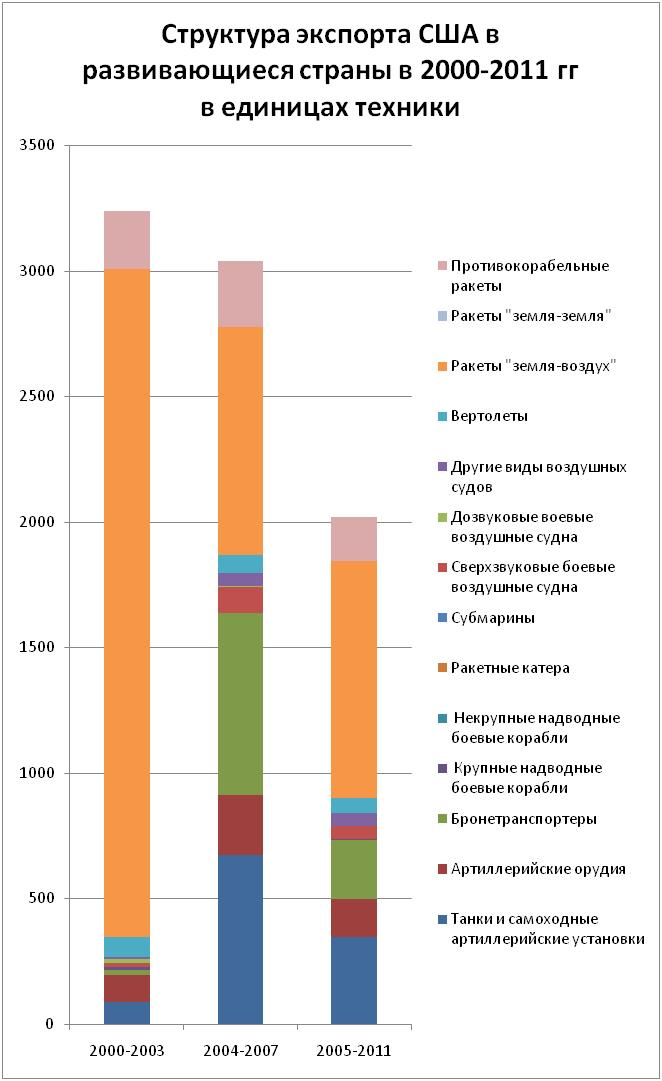 Структура экспорта США в
развивающиеся страны в 2000-2011 гг
в единицах техники
3500
3000
2500
2000
1500
1000
500
0
2000-2003
2004-2007
2005-2011
Противокорабельные
ракеты
Ракеты "земля-земля"
Ракеты "земля-воздух"
Вертолеты
Другие виды воздушных
судов
Дозвуковые воевые
воздушные судна
Сверхзвуковые боевые
воздушные судна
Субмарины
Ракетные катера
Некрупные надводные
боевые корабли
Крупные надводные
боевые корабли
Бронетранспортеры
Артиллерийские орудия
Танки и самоходные
артиллерийские установки